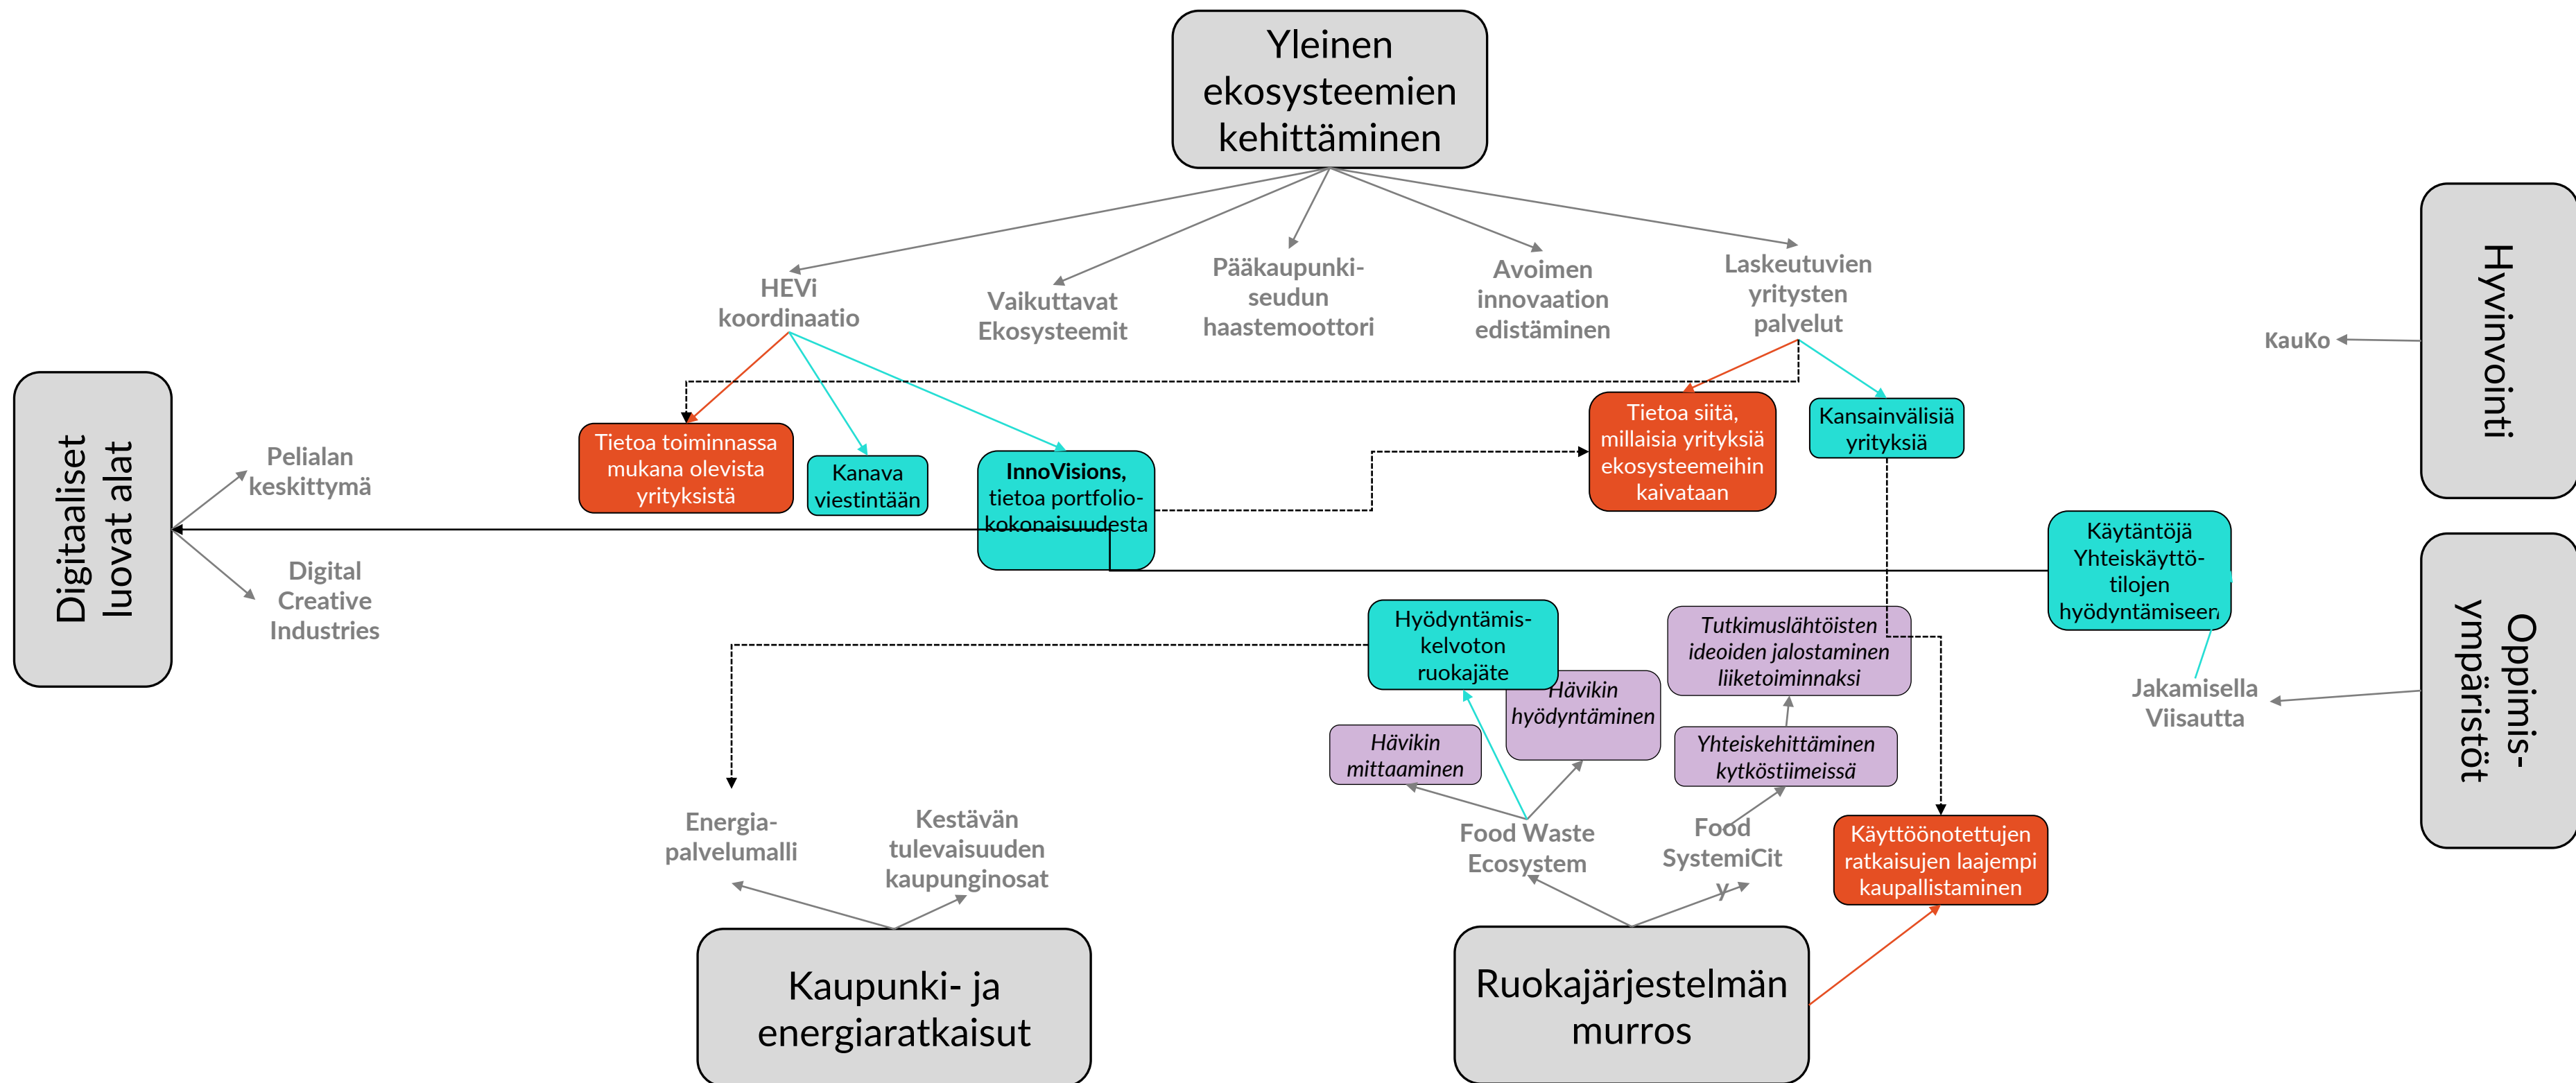 Yleinen
ekosysteemien
kehittäminen
HEVi
koordinaatio
Vaikuttavat
Ekosysteemit
Pääkaupunki-
seudun
haastemoottori
Avoimen
innovaation
edistäminen
Laskeutuvien
yritysten
palvelut
KauKo
Hyvinvointi
Tietoa toiminnassa
mukana olevista
yrityksistä
Kanava
viestintään
InnoVisions,
tietoa portfolio-
kokonaisuudesta
Tietoa siitä,
millaisia yrityksiä
ekosysteemeihin
kaivataan
Kansainvälisiä
yrityksiä
Digitaaliset
luovat alat
Pelialan
keskittymä
Digital
Creative
Industries
Käytäntöjä
Yhteiskäyttö-
tilojen
hyödyntämiseen
Oppimis-
ympäristöt
Jakamisella
Viisautta
Hyödyntämis-
kelvoton
ruokajäte
Hävikin
hyödyntäminen
Hävikin
mittaaminen
Tutkimuslähtöisten
ideoiden jalostaminen
liiketoiminnaksi
Yhteiskehittäminen
kytköstiimeissä
Energia-
palvelumalli
Kestävän
tulevaisuuden
kaupunginosat
Food Waste
Ecosystem
Food
SystemiCit
y
Käyttöönotettujen
ratkaisujen laajempi
kaupallistaminen
Kaupunki- ja
energiaratkaisut
Ruokajärjestelmän
murros